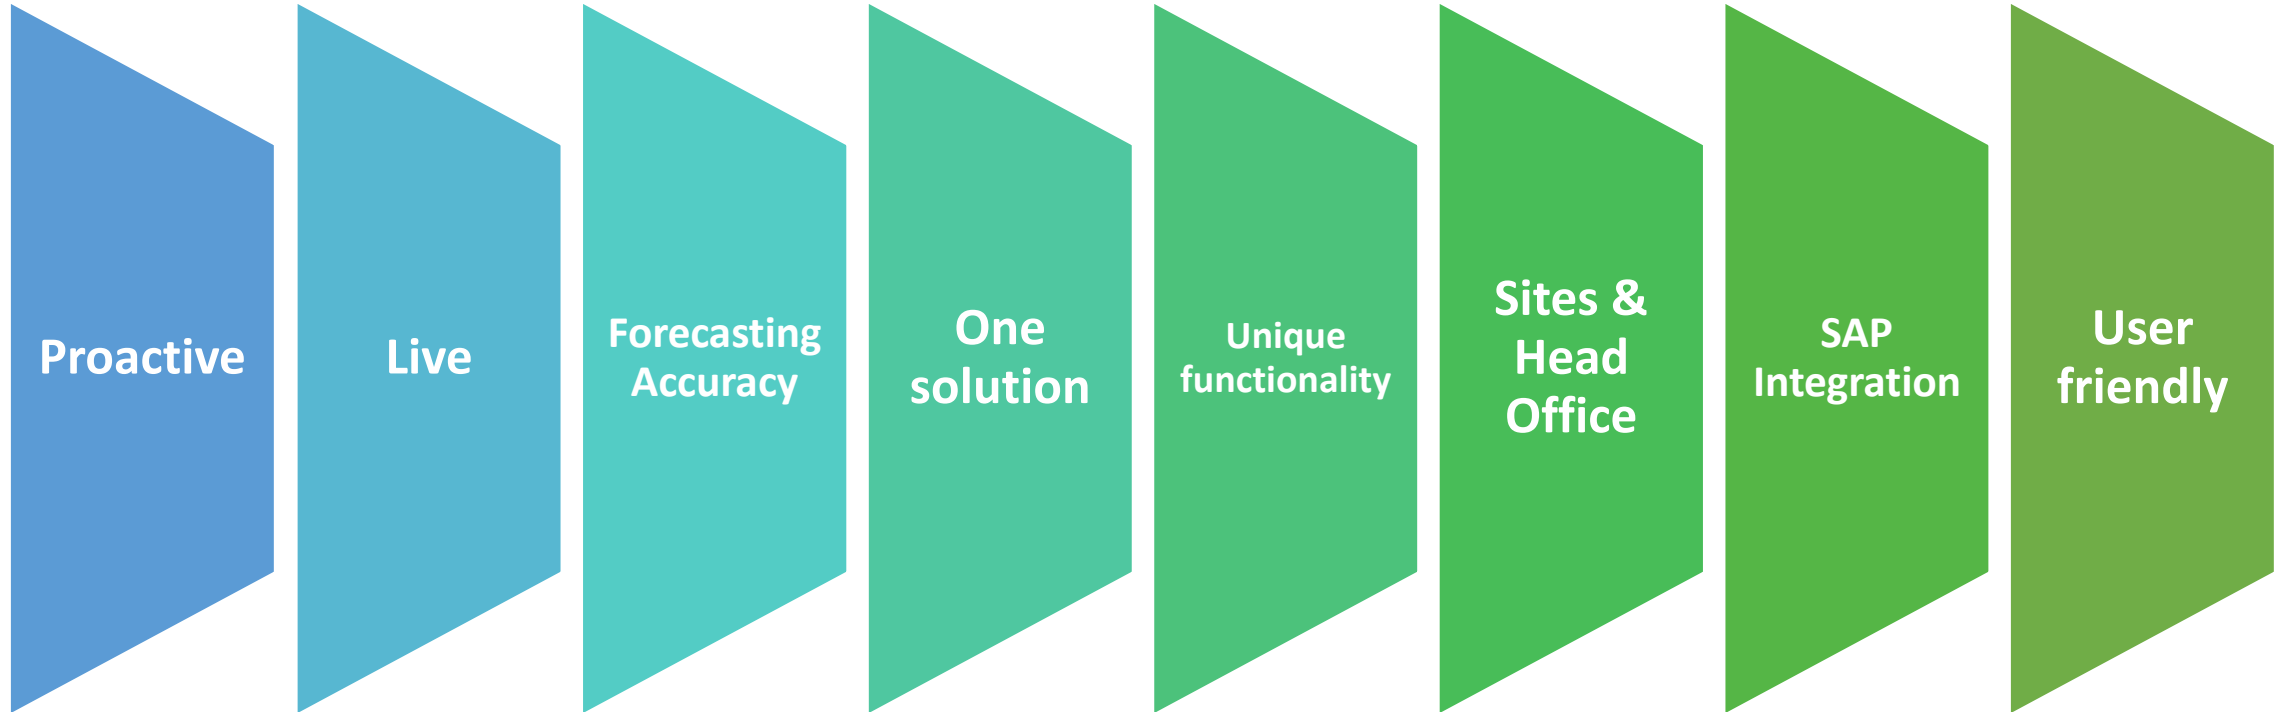 Proactive
Live
Forecasting
Accuracy
One
solution
Unique
functionality
Sites &
Head
Office
SAP
Integration
User
friendly